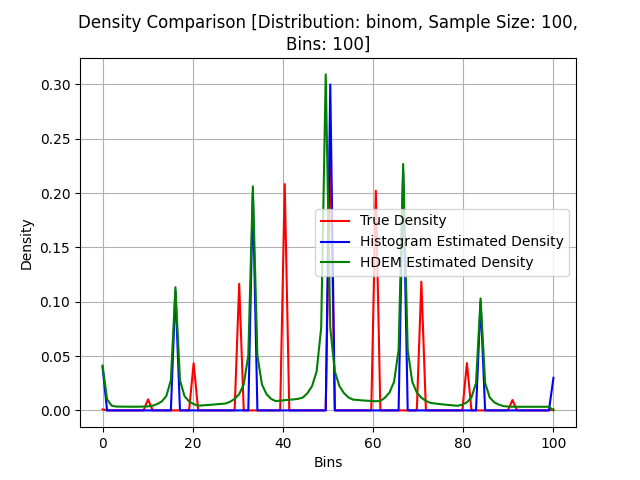 Density Comparison [Distribution: binom, Sample Size: 100,
Bins: 100]
0.30
0.25
0.20
0.15
0.10
0.05
0.00
Density
True Density
Histogram Estimated Density
HDEM Estimated Density
0 20 40 60 80 100
Bins